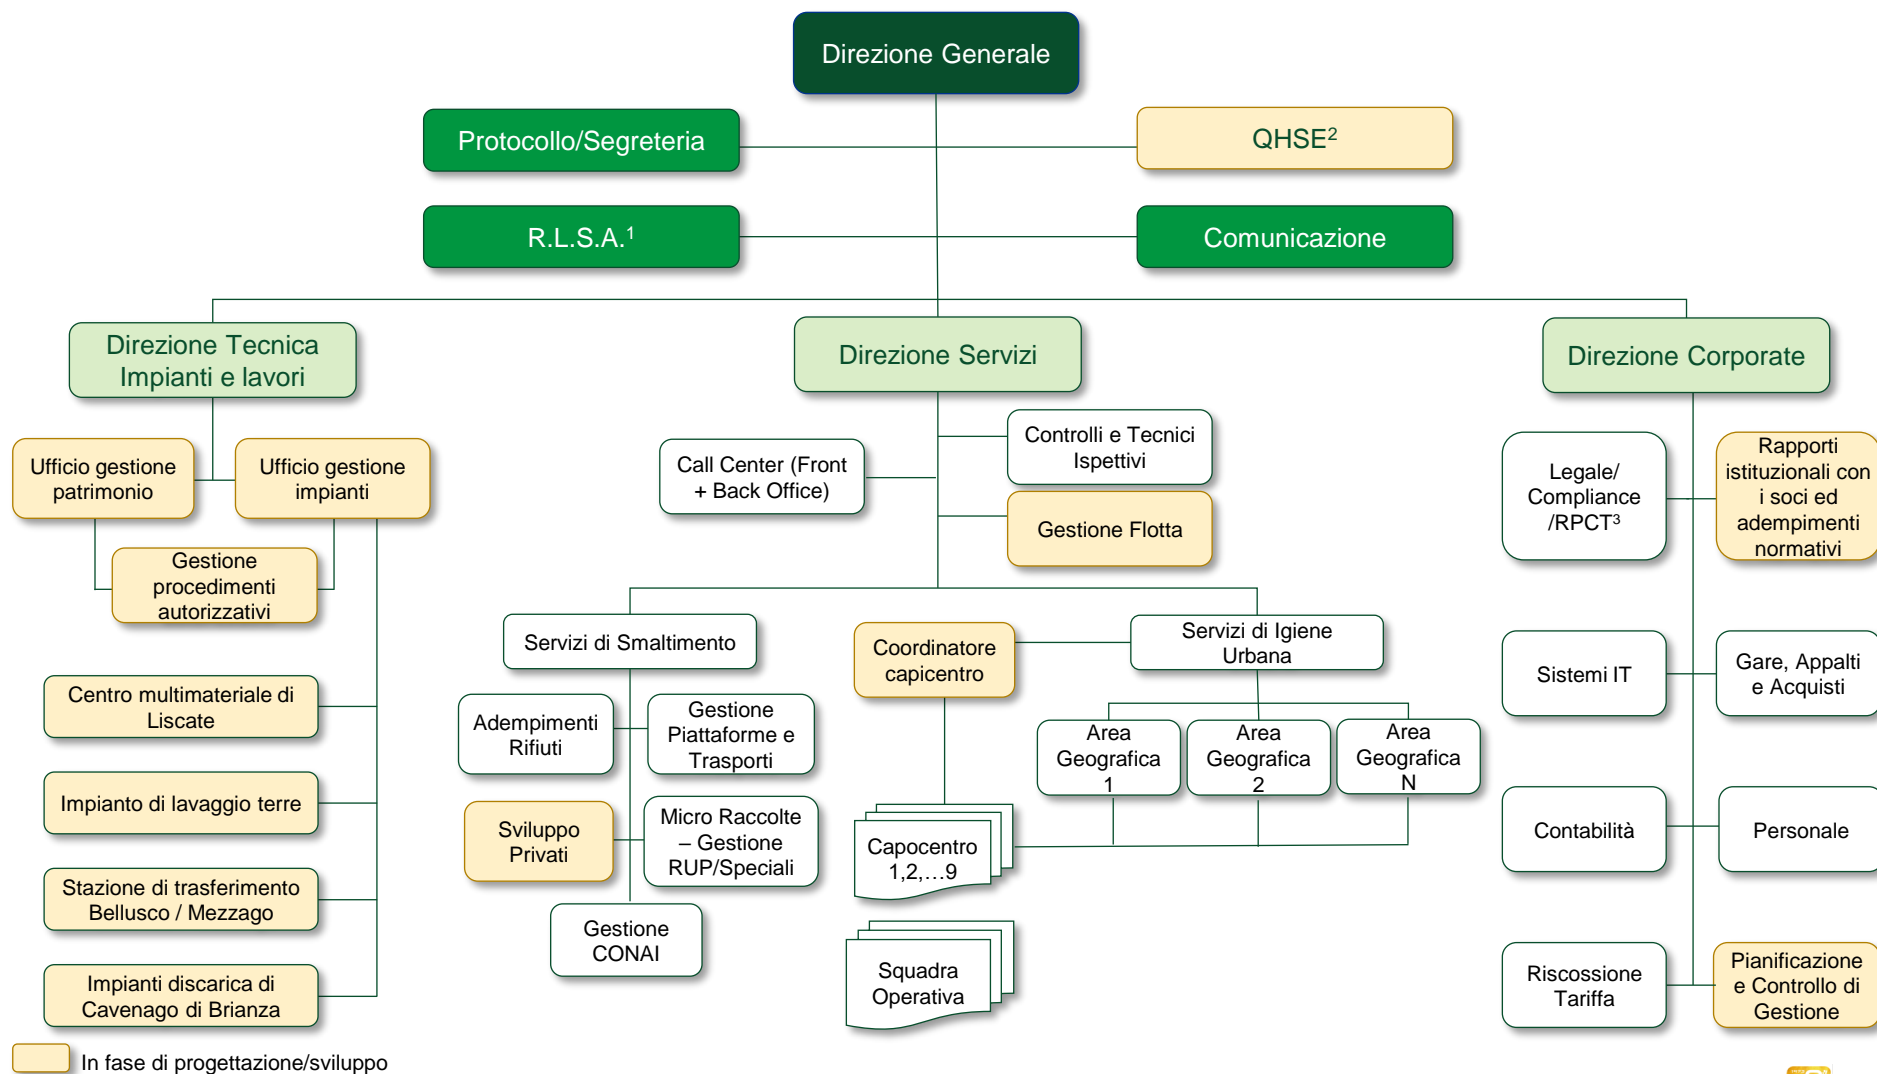 Direzione Generale
Protocollo/Segreteria
QHSE²
R.L.S.A.¹
Comunicazione
Direzione Tecnica
Impianti e lavori
Direzione Servizi
Direzione Corporate
Ufficio gestione
patrimonio
Ufficio gestione
impianti
Gestione
procedimenti
autorizzativi
Centro multimateriale di
Liscate
Impianto di lavaggio terre
Stazione di trasferimento
Bellusco / Mezzago
Impianti discarica di
Cavenago di Brianza
In fase di progettazione/sviluppo
Call Center (Front
+ Back Office)
Controlli e Tecnici
Ispettivi
Gestione Flotta
Servizi di Smaltimento
Adempimenti
Rifiuti
Gestione
Piattaforme e
Trasporti
Sviluppo
Privati
Micro Raccolte
– Gestione
RUP/Speciali
Gestione
CONAI
Coordinatore
capicentro
Servizi di Igiene
Urbana
Area
Geografica
1
Area
Geografica
2
Area
Geografica
N
Capocentro
1,2,…9
Squadra
Operativa
Legale/
Compliance
/RPCT³
Rapporti
istituzionali con
i soci ed
adempimenti
normativi
Sistemi IT
Gare, Appalti
e Acquisti
Contabilità
Personale
Riscossione
Tariffa
Pianificazione
e Controllo di
Gestione